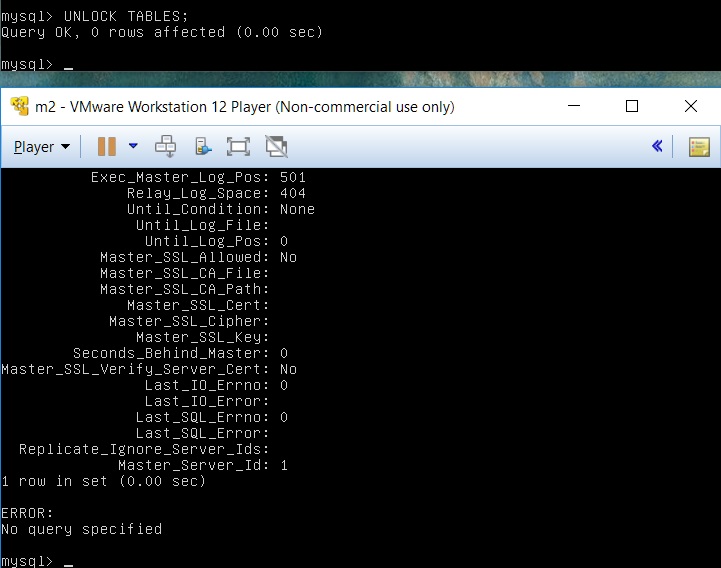 mysql> UNLOCK TABLES;
Query OK, 0 rows affected (0.00 sec)
mysql> _
m2 - VMware Workstation 12 Player (Non-commercial use only)
Player
Exec_Master_Log_Pos: 501
Relay_Log_Space: 404
Until_Condition: None
Until_Log_File:
Until_Log_Pos: 0
Master_SSL_Allowed: No
Master_SSL_CA_File:
Master_SSL_CA_Path:
Master_SSL_Cert:
Master_SSL_Cipher:
Master_SSL_Key:
Seconds_Behind_Master: 0
Master_SSL_Verify_Server_Cert: No
Last_IO_Errno: 0
Last_IO_Error:
Last_SQL_Errno: 0
Last_SQL_Error:
Replicate_Ignore_Server_Ids:
Master_Server_Id: 1
1 row in set (0.00 sec)
ERROR:
No query specified
mysql> _